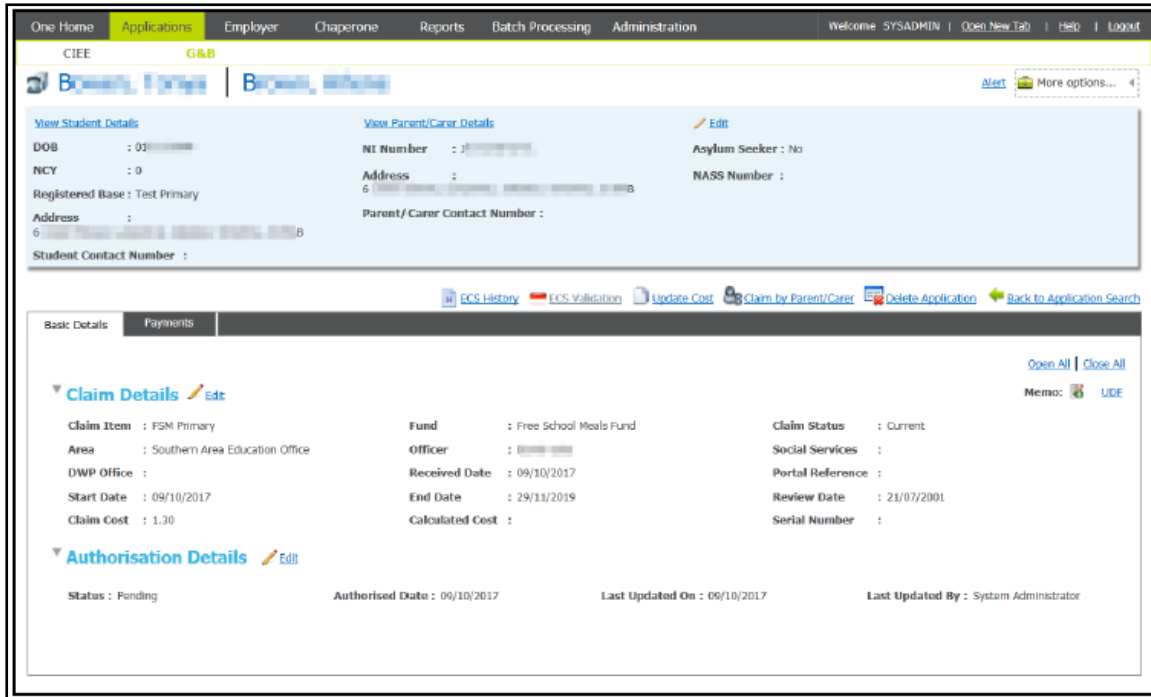 One Home Applications Employer Chaperone Reports Batch Processing Administration Welcome SYSADMIN | Open New Tab | Help | Logout
CIEE G&B
Alert More options...
View Student Details View Parent/Carer Details Edit
DOB : NI Number : Asylum Seeker : No
NCY : 0 Address : NASS Number :
Registered Base : Test Primary
Address : Parent/ Carer Contact Number :
Student Contact Number :
ECS History ECS Validation Update Cost Claim by Parent/Carer Delete Application Back to Application Search
Basic Details Payments
Open All | Close All
Claim Details Edit Memo: UDF
Claim Item : FSM Primary Fund : Free School Meals Fund Claim Status : Current
Area : Southern Area Education Office Officer : Social Services :
DWP Office : Received Date : 09/10/2017 Portal Reference :
Start Date : 09/10/2017 End Date : 29/11/2019 Review Date : 21/07/2001
Claim Cost : 1.30 Calculated Cost : Serial Number :
Authorisation Details Edit
Status : Pending Authorised Date : 09/10/2017 Last Updated On : 09/10/2017 Last Updated By : System Administrator